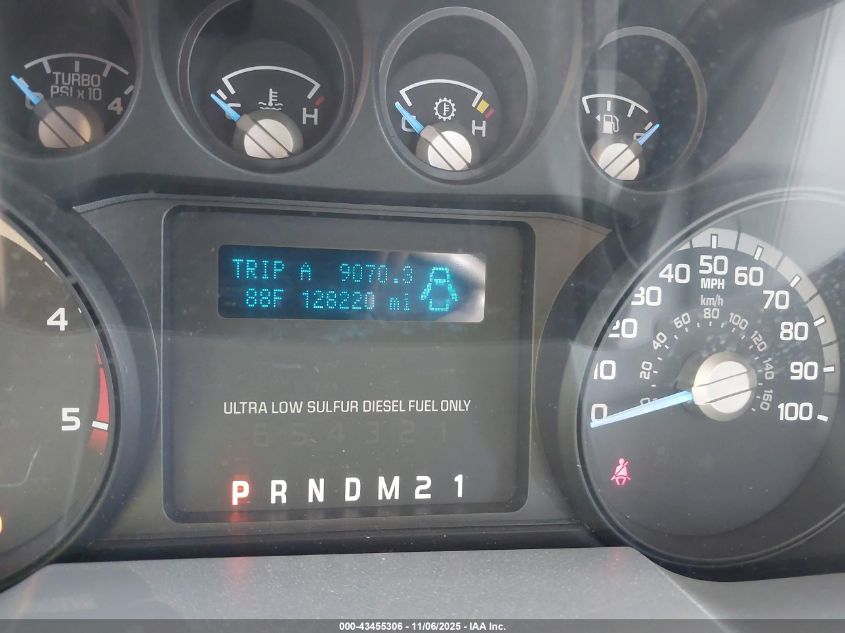 TURBO
PSI x 10
0 4
C H
C H
TRIP A 9070.3
88F 128220 mi
ULTRA LOW SULFUR DIESEL FUEL ONLY
6 5 4 3 2 1
P R N D M 2 1
4
5
0 10 20 30 40 50 60 70 80 90 100
MPH
km/h
0 20 40 60 80 100 120 140 160
000-43455306 - 11/06/2025 - IAA Inc.